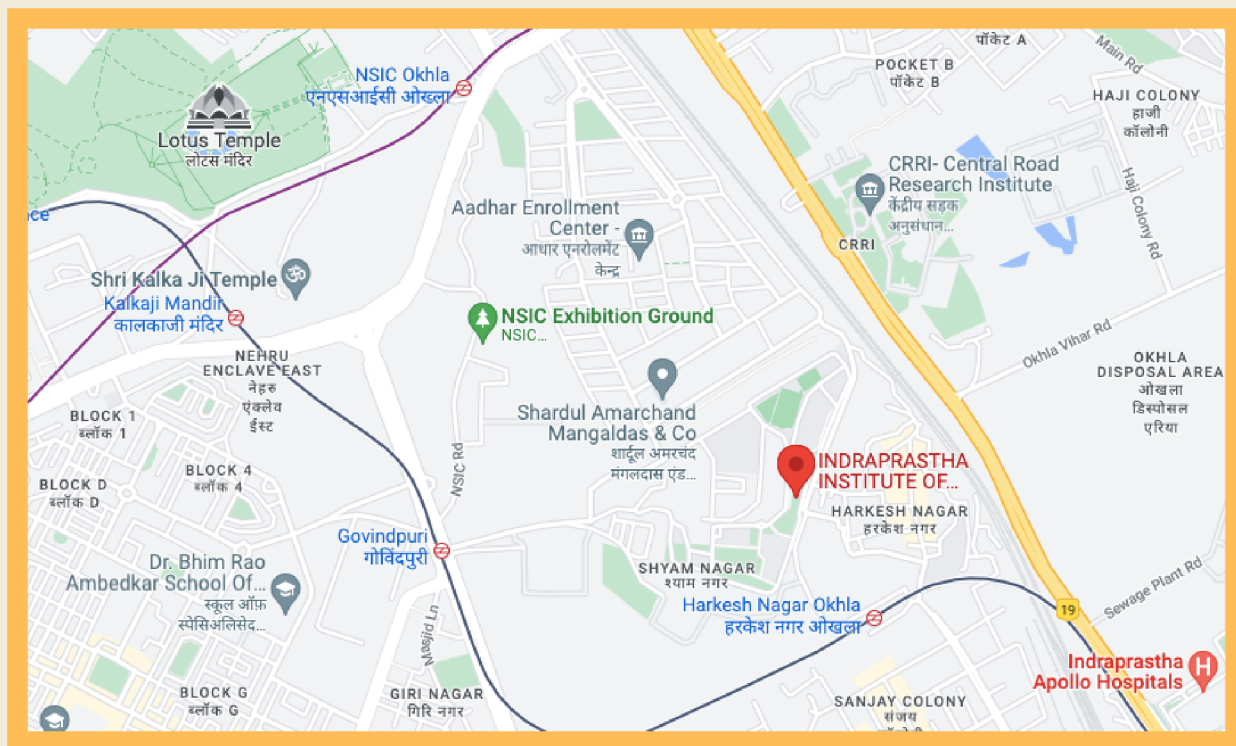 पॉकेट A
POCKET B
पॉकेट B
Main Rd
HAJI COLONY
हाजी
कॉलोनी
NSIC Okhla
एनएसआईसी ओखला
Lotus Temple
लोटस मंदिर
CRRI- Central Road
Research Institute
केंद्रीय सड़क
अनुसंधान...
CRRI
Haji Colony Rd
Aadhar Enrollment
Center -
आधार एनरोलमेंट
केन्द्र
Shri Kalka Ji Temple
Kalkaji Mandir
कालकाजी मंदिर
NSIC Exhibition Ground
NSIC...
NEHRU
ENCLAVE EAST
नेहरु
एंक्लेव
ईस्ट
Okhla Vihar Rd
OKHLA
DISPOSAL AREA
ओखला
डिस्पोसल
एरिया
BLOCK 1
ब्लॉक 1
Shardul Amarchand
Mangaldas & Co
शार्दूल अमरचंद
मंगलदास एंड...
BLOCK 4
ब्लॉक 4
BLOCK D
ब्लॉक D
NSIC Rd
INDRAPRASTHA
INSTITUTE OF...
HARKESH NAGAR
हरकेश नगर
Govindpuri
गोविंदपुरी
SHYAM NAGAR
श्याम नगर
Dr. Bhim Rao
Ambedkar School Of...
स्कूल ऑफ़
स्पेसिअलिसेद...
Harkesh Nagar Okhla
हरकेश नगर ओखला
19
Sewage Plant Rd
Masjid Ln
Indraprastha
Apollo Hospitals
H
BLOCK G
ब्लॉक G
GIRI NAGAR
गिरि नगर
SANJAY COLONY
संजय